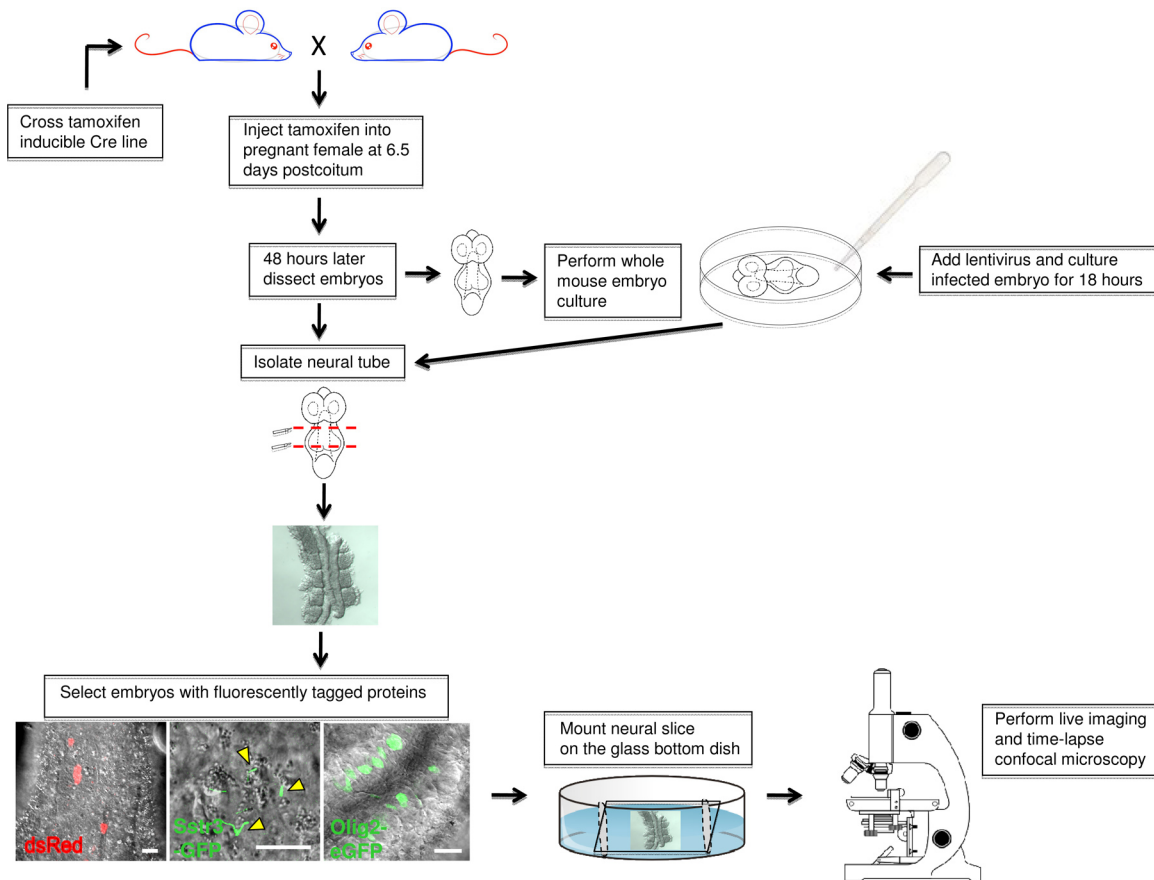 X
Cross tamoxifen
inducible Cre line
Inject tamoxifen into
pregnant female at 6.5
days postcoitum
48 hours later
dissect embryos
Perform whole
mouse embryo
culture
Add lentivirus and culture
infected embryo for 18 hours
Isolate neural tube
Select embryos with fluorescently tagged proteins
dsRed
Sstr3
-GFP
Olig2-
eGFP
Mount neural slice
on the glass bottom dish
Perform live imaging
and time-lapse
confocal microscopy